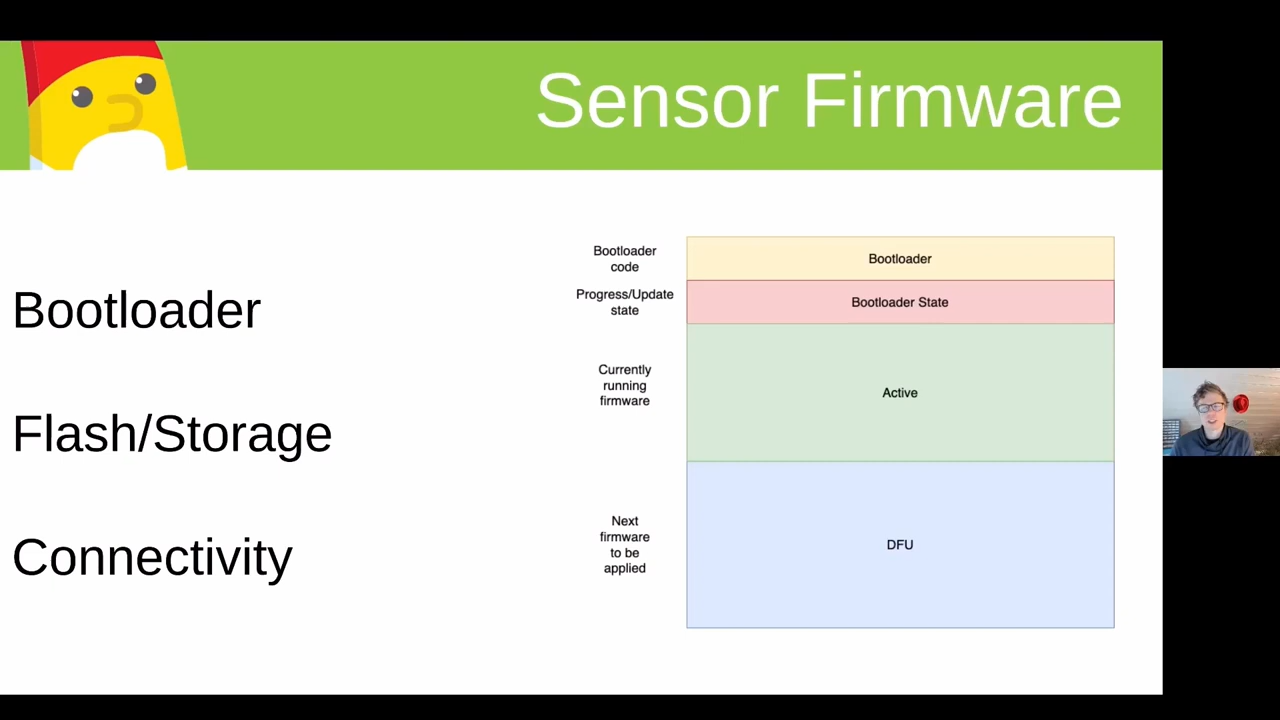 Sensor Firmware
Bootloader
Flash/Storage
Connectivity
Bootloader
code
Bootloader
Progress/Update
state
Bootloader State
Currently
running
firmware
Active
Next
firmware
to be
applied
DFU